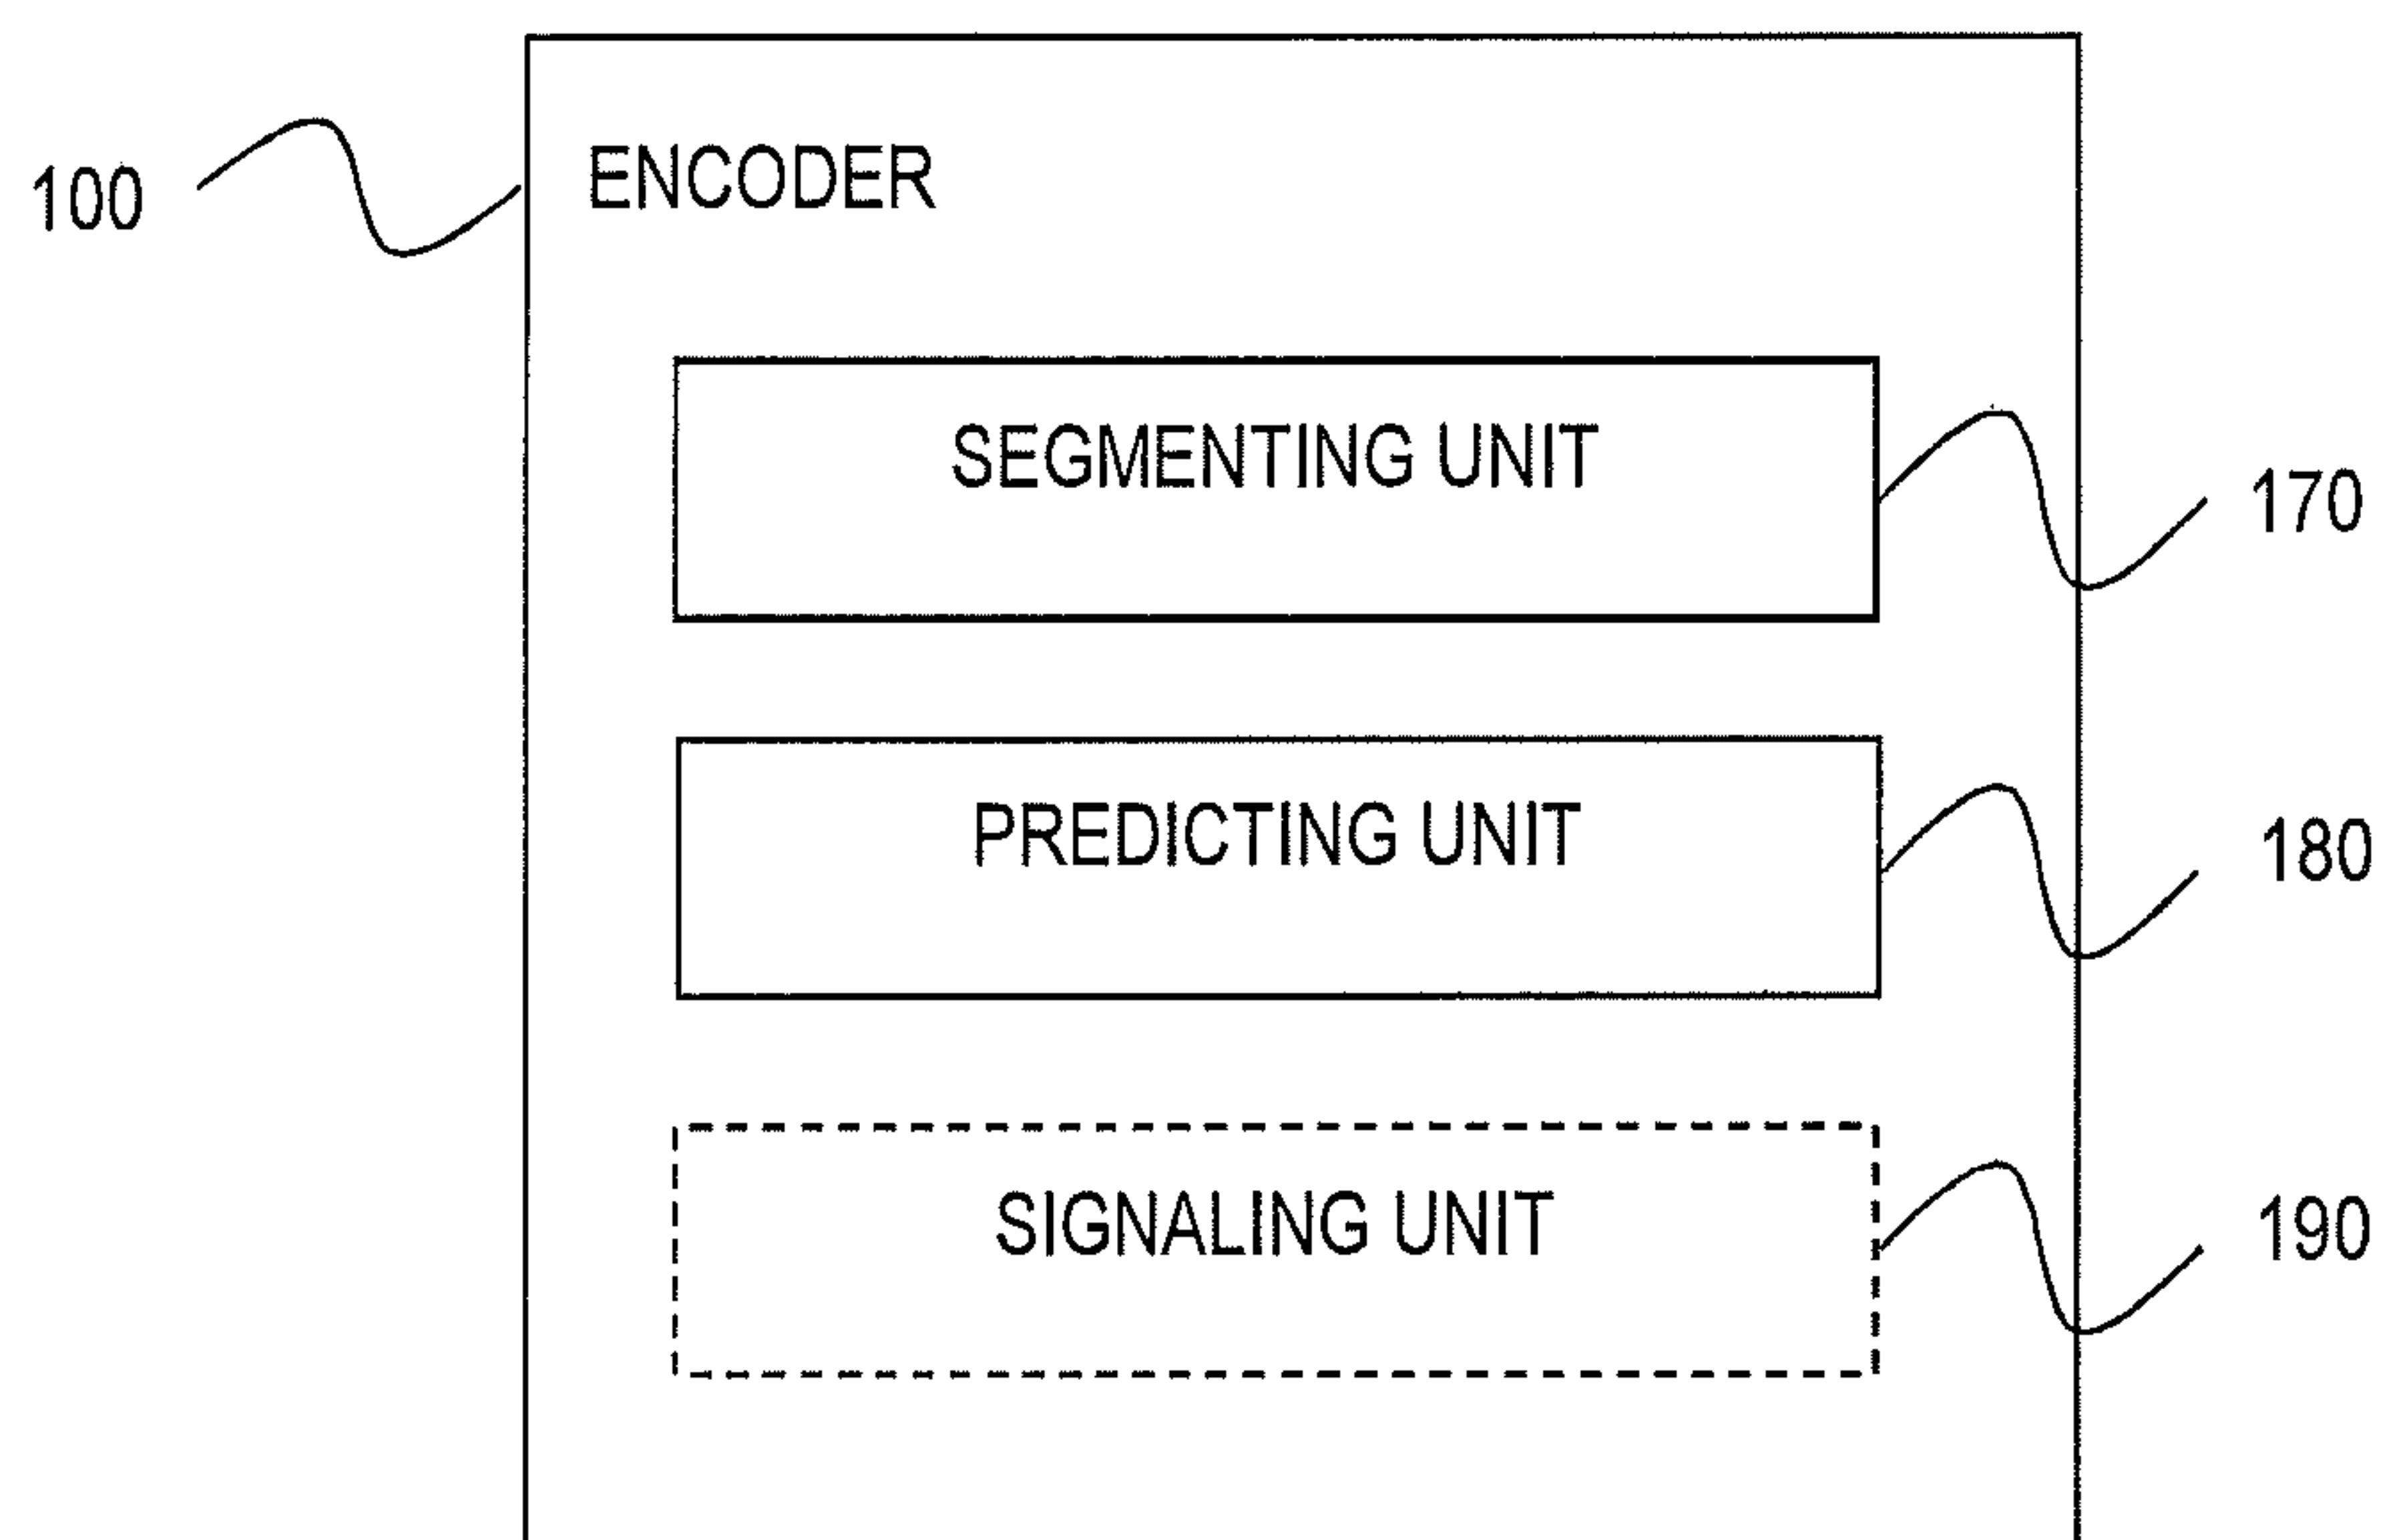 100
ENCODER
SEGMENTING UNIT
170
PREDICTING UNIT
180
SIGNALING UNIT
190